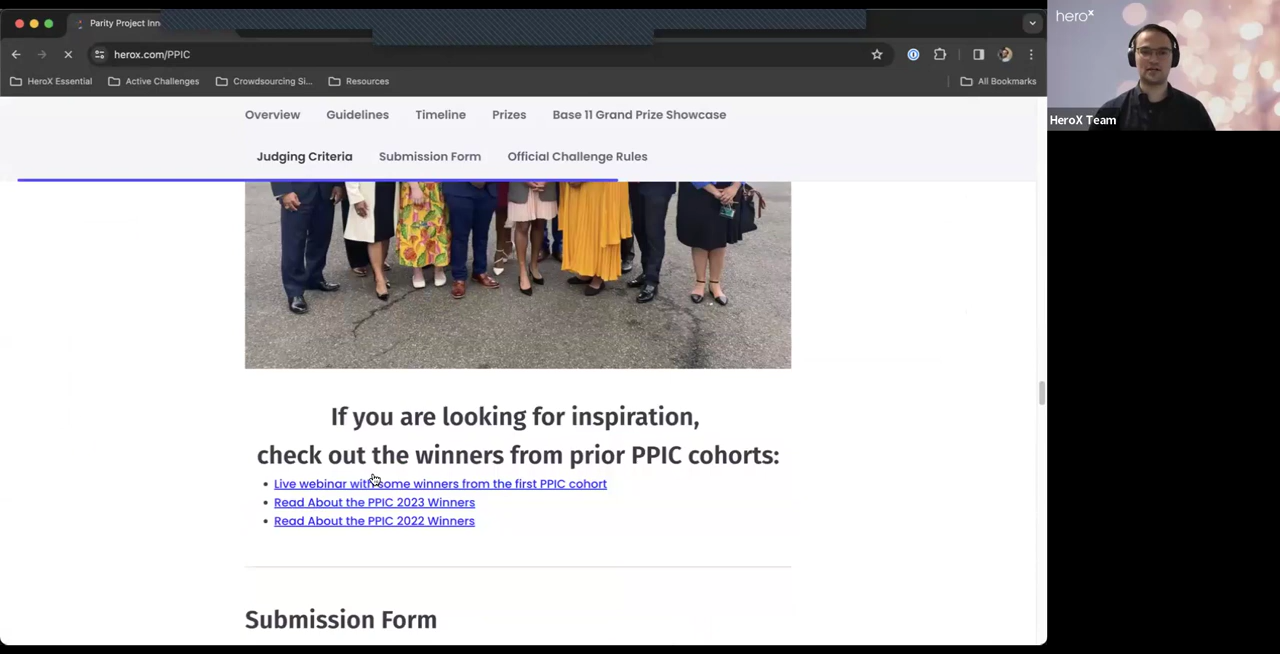 Parity Project Inn
herox.com/PPIC
HeroX Essential
Active Challenges
Crowdsourcing Si...
Resources
All Bookmarks
Overview
Guidelines
Timeline
Prizes
Base 11 Grand Prize Showcase
Judging Criteria
Submission Form
Official Challenge Rules
If you are looking for inspiration,
check out the winners from prior PPIC cohorts:
Live webinar with some winners from the first PPIC cohort
Read About the PPIC 2023 Winners
Read About the PPIC 2022 Winners
Submission Form
herox
HeroX Team